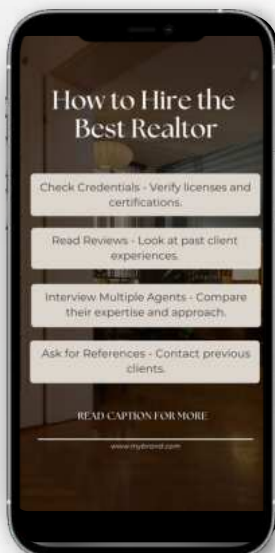 How to Hire the
Best Realtor
Check Credentials - Verify licenses and
certifications.
Read Reviews - Look at past client
experiences.
Interview Multiple Agents - Compare
their expertise and approach.
Ask for References - Contact previous
clients.
READ CAPTION FOR MORE
www.mybrand.com